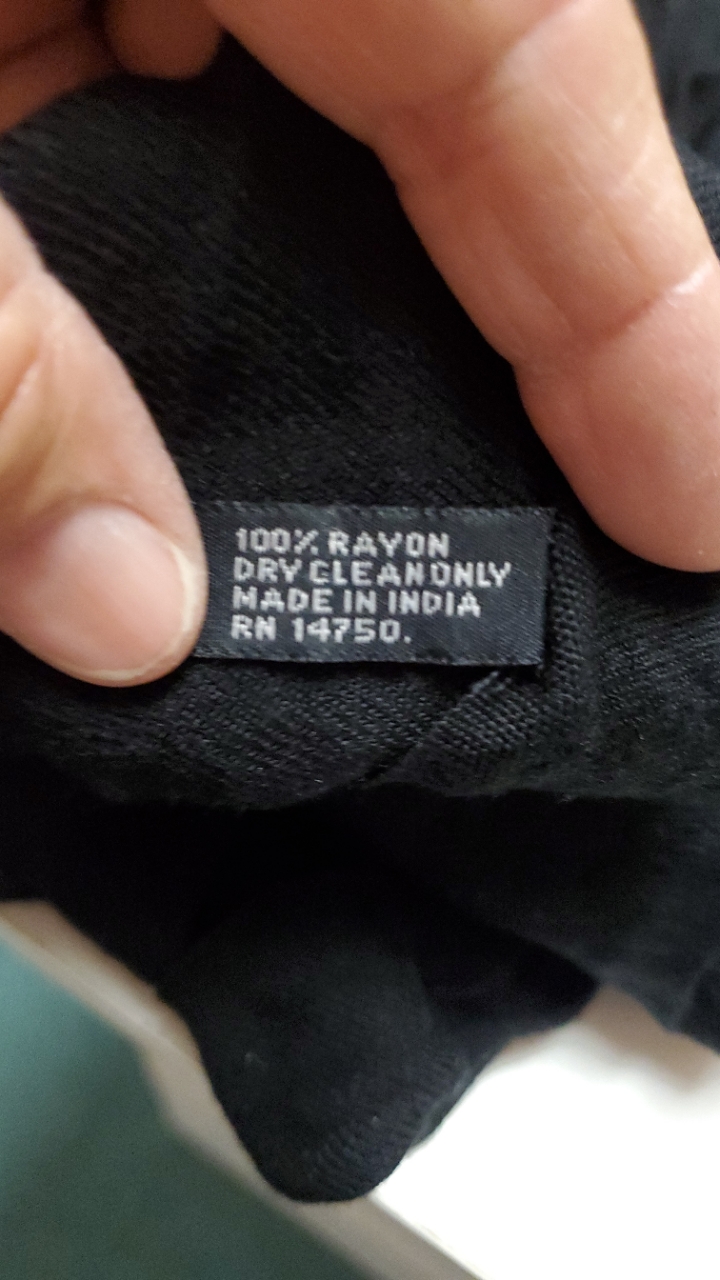 100% RAYON
DRY CLEAN ONLY
MADE IN INDIA
RN 14750.